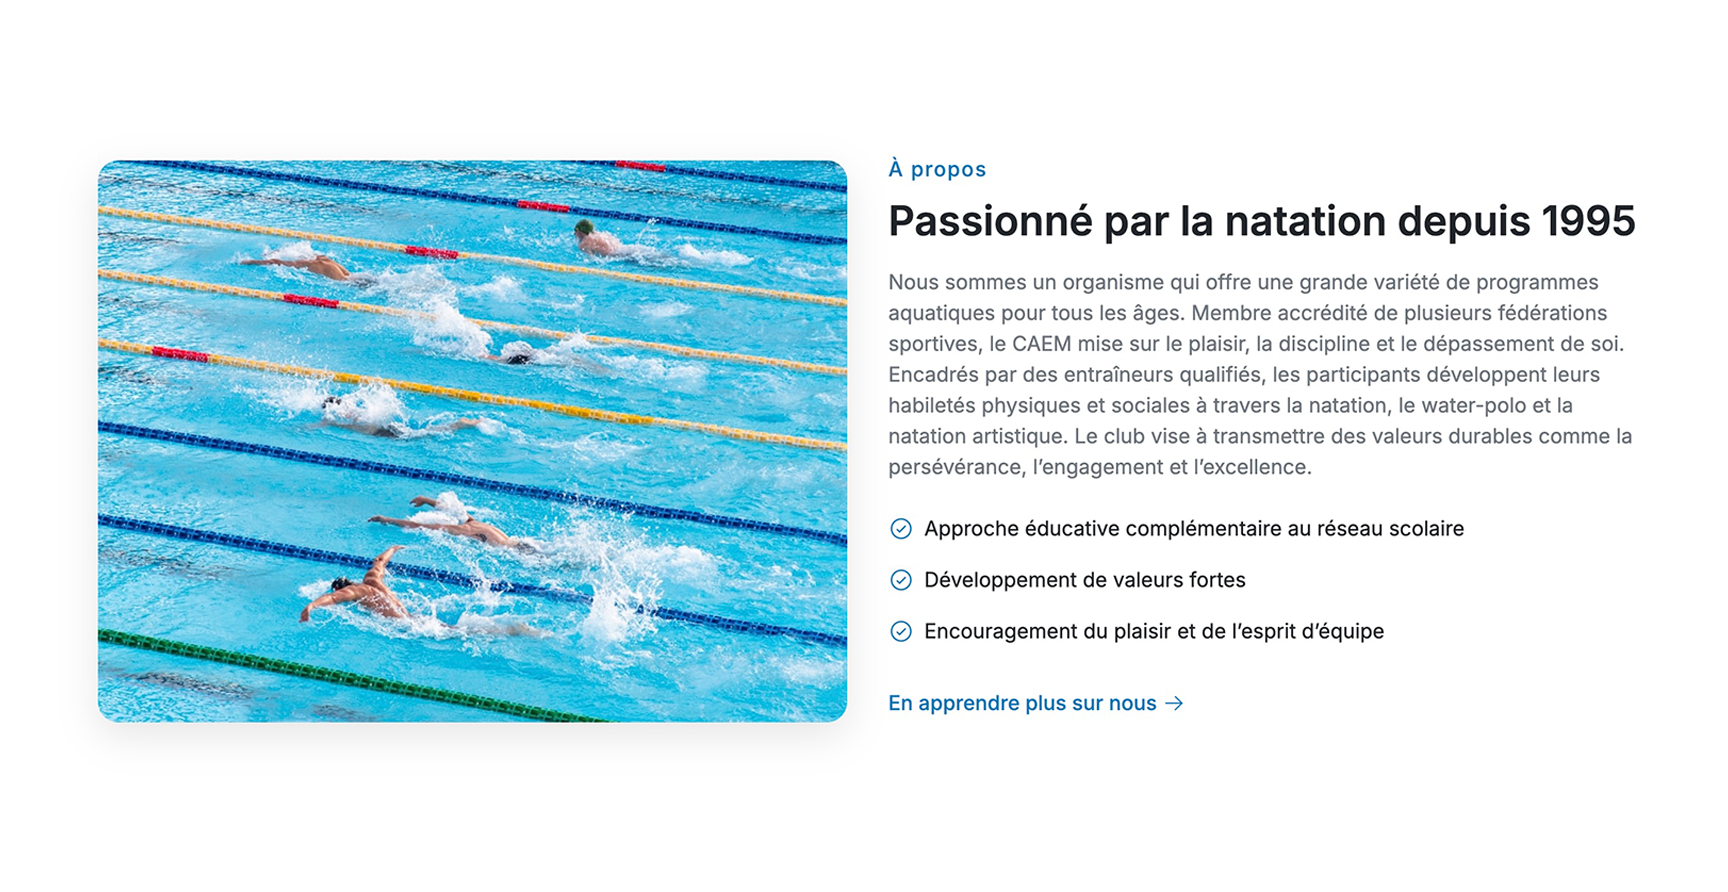 À propos
Passionné par la natation depuis 1995
Nous sommes un organisme qui offre une grande variété de programmes
aquatiques pour tous les âges. Membre accrédité de plusieurs fédérations
sportives, le CAEM mise sur le plaisir, la discipline et le dépassement de soi.
Encadrés par des entraîneurs qualifiés, les participants développent leurs
habiletés physiques et sociales à travers la natation, le water-polo et la
natation artistique. Le club vise à transmettre des valeurs durables comme la
persévérance, l’engagement et l’excellence.
Approche éducative complémentaire au réseau scolaire
Développement de valeurs fortes
Encouragement du plaisir et de l’esprit d’équipe
En apprendre plus sur nous →